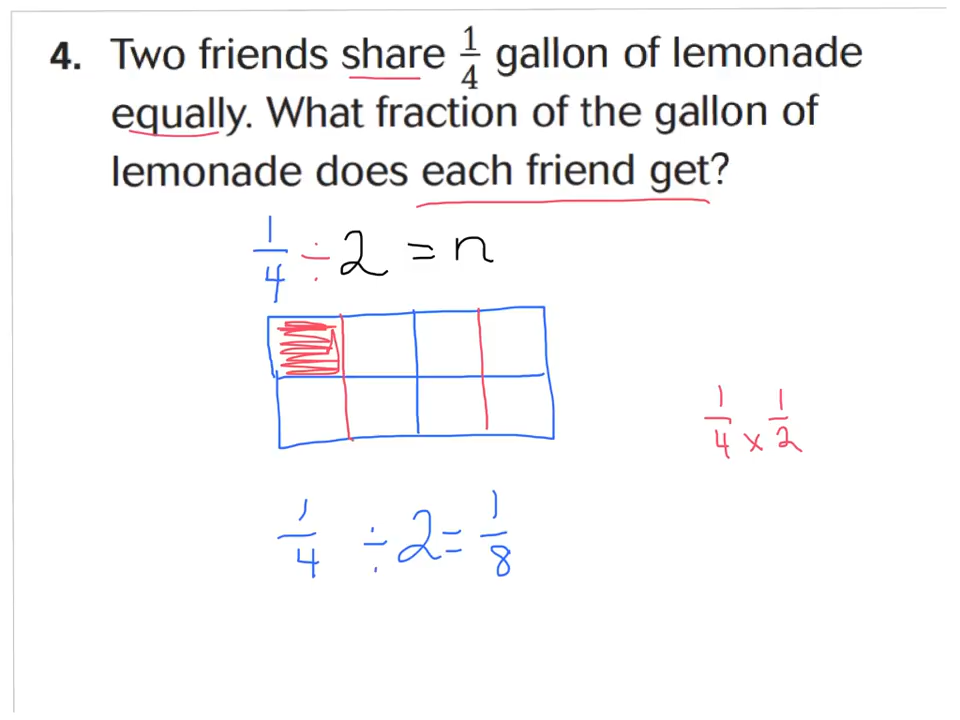 4. Two friends share 1/4 gallon of lemonade
equally. What fraction of the gallon of
lemonade does each friend get?
1/4 ÷ 2 = n
1/4 × 1/2
1/4 ÷ 2 = 1/8